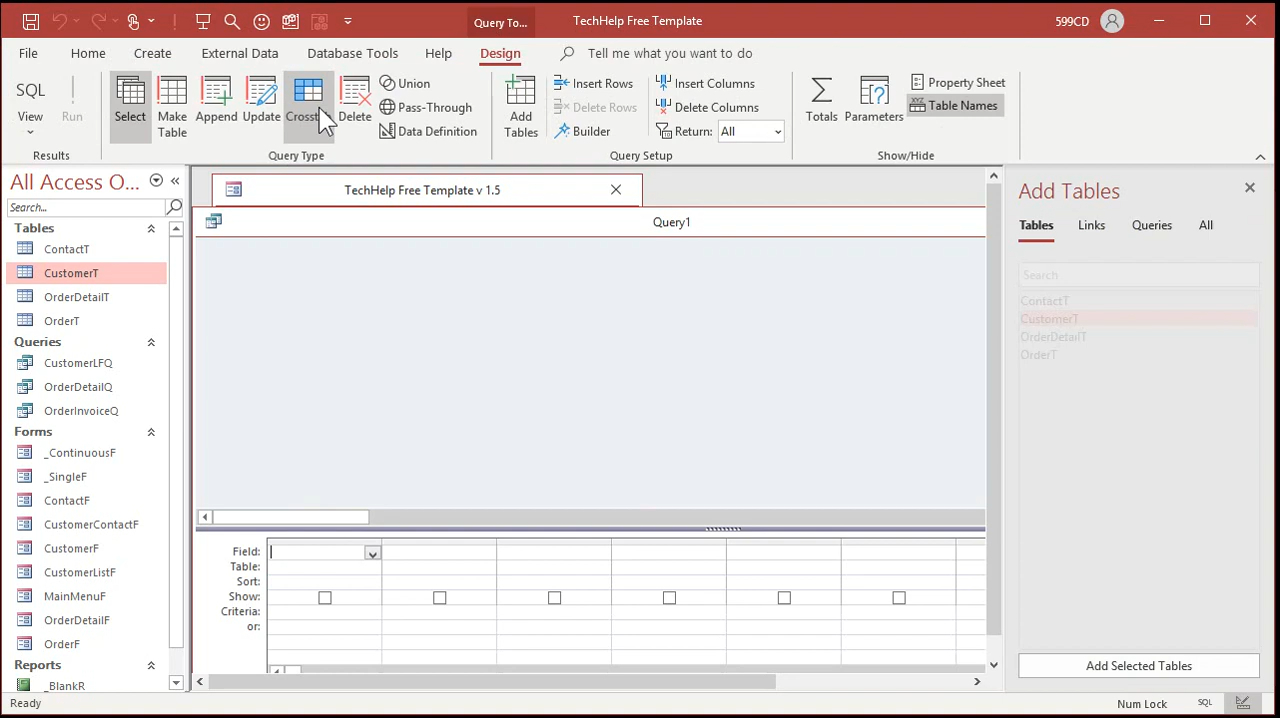 Query To...
TechHelp Free Template
599CD
File
Home
Create
External Data
Database Tools
Help
Design
Tell me what you want to do
SQL
View
Run
Select
Make
Table
Append
Update
Delete
Union
Pass-Through
Data Definition
Add
Tables
Insert Rows
Delete Rows
Builder
Insert Columns
Delete Columns
Return:
All
Totals
Parameters
Property Sheet
XYZ
Table Names
Results
Query Type
Query Setup
Show/Hide
All Access O...
Search...
Tables
ContactT
CustomerT
OrderDetailT
OrderT
Queries
CustomerLFQ
OrderDetailQ
OrderInvoiceQ
Forms
_ContinuousF
_SingleF
ContactF
CustomerContactF
CustomerF
CustomerListF
MainMenuF
OrderDetailF
OrderF
Reports
_BlankR
TechHelp Free Template v 1.5
Query1
Field:
Table:
Sort:
Show:
Criteria:
or:
Add Tables
Tables
Links
Queries
All
Search
ContactT
CustomerT
OrderDetailT
OrderT
Add Selected Tables
Ready
Num Lock
SQL